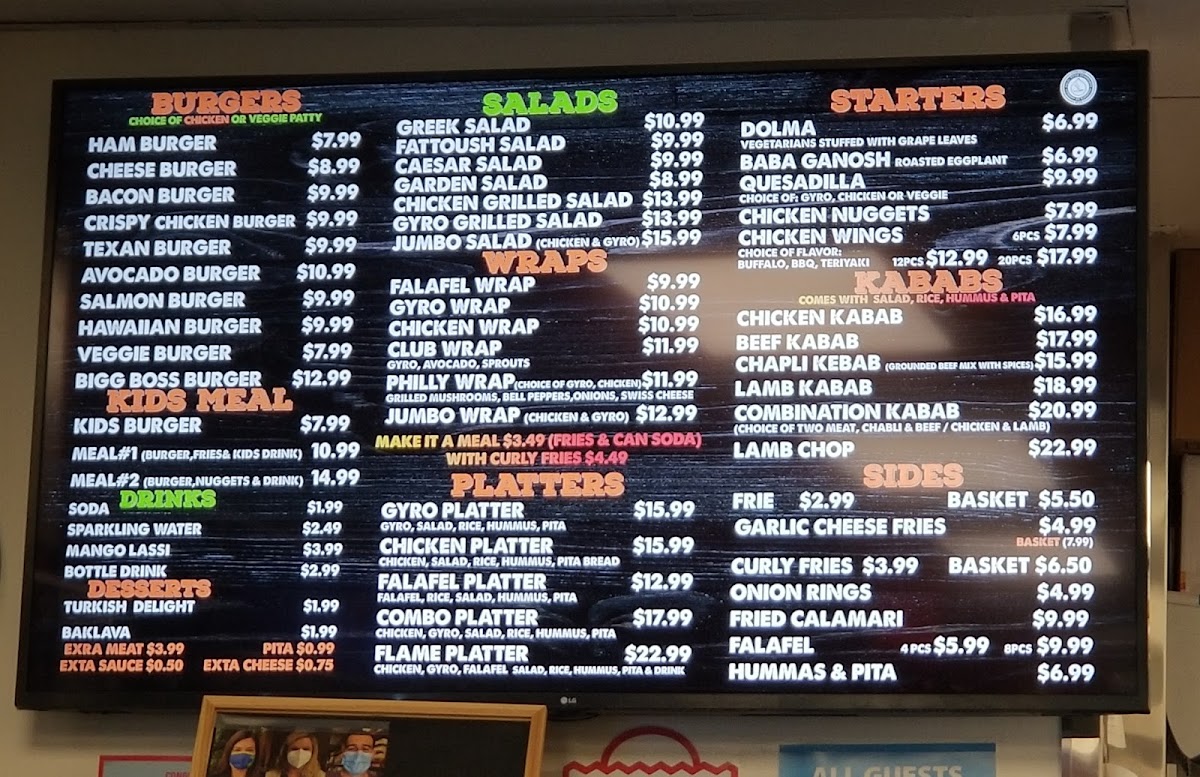 BURGERS
CHOICE OF CHICKEN OR VEGGIE PATTY
HAM BURGER $7.99
CHEESE BURGER $8.99
BACON BURGER $9.99
CRISPY CHICKEN BURGER $9.99
TEXAN BURGER $9.99
AVOCADO BURGER $10.99
SALMON BURGER $9.99
HAWAIIAN BURGER $9.99
VEGGIE BURGER $7.99
BIGG BOSS BURGER $12.99
KIDS MEAL
KIDS BURGER $7.99
MEAL#1 (BURGER,FRIES& KIDS DRINK) 10.99
MEAL#2 (BURGER,NUGGETS & DRINK) 14.99
DRINKS
SODA $1.99
SPARKLING WATER $2.49
MANGO LASSI $3.99
BOTTLE DRINK $2.99
DESSERTS
TURKISH DELIGHT $1.99
BAKLAVA $1.99
EXRA MEAT $3.99 PITA $0.99
EXTA SAUCE $0.50 EXTA CHEESE $0.75
SALADS
GREEK SALAD $10.99
FATTOUSH SALAD $9.99
CAESAR SALAD $9.99
GARDEN SALAD $8.99
CHICKEN GRILLED SALAD $13.99
GYRO GRILLED SALAD $13.99
JUMBO SALAD (CHICKEN & GYRO) $15.99
WRAPS
FALAFEL WRAP $9.99
GYRO WRAP $10.99
CHICKEN WRAP $10.99
CLUB WRAP $11.99
GYRO, AVOCADO, SPROUTS
PHILLY WRAP (CHOICE OF GYRO, CHICKEN) $11.99
GRILLED MUSHROOMS, BELL PEPPERS,ONIONS, SWISS CHEESE
JUMBO WRAP (CHICKEN & GYRO) $12.99
MAKE IT A MEAL $3.49 (FRIES & CAN SODA)
WITH CURLY FRIES $4.49
PLATTERS
GYRO PLATTER $15.99
GYRO, SALAD, RICE, HUMMUS, PITA
CHICKEN PLATTER $15.99
CHICKEN, SALAD, RICE, HUMMUS, PITA BREAD
FALAFEL PLATTER $12.99
FALAFEL, RICE, SALAD, HUMMUS, PITA
COMBO PLATTER $17.99
CHICKEN, GYRO, SALAD, RICE, HUMMUS, PITA
FLAME PLATTER $22.99
CHICKEN, GYRO, FALAFEL SALAD, RICE, HUMMUS, PITA & DRINK
STARTERS
DOLMA $6.99
VEGETARIANS STUFFED WITH GRAPE LEAVES
BABA GANOSH ROASTED EGGPLANT $6.99
QUESADILLA $9.99
CHOICE OF: GYRO, CHICKEN OR VEGGIE
CHICKEN NUGGETS $7.99
CHICKEN WINGS 6PCS $7.99
CHOICE OF FLAVOR:
BUFFALO, BBQ, TERIYAKI 12PCS $12.99 20PCS $17.99
KABABS
COMES WITH SALAD, RICE, HUMMUS & PITA
CHICKEN KABAB $16.99
BEEF KABAB $17.99
CHAPLI KEBAB (GROUNDED BEEF MIX WITH SPICES) $15.99
LAMB KABAB $18.99
COMBINATION KABAB $20.99
(CHOICE OF TWO MEAT, CHABLI & BEEF / CHICKEN & LAMB)
LAMB CHOP $22.99
SIDES
FRIE $2.99 BASKET $5.50
GARLIC CHEESE FRIES $4.99
BASKET (7.99)
CURLY FRIES $3.99 BASKET $6.50
ONION RINGS $4.99
FRIED CALAMARI $9.99
FALAFEL 4PCS $5.99 8PCS $9.99
HUMMAS & PITA $6.99
LG
ALL GUESTS